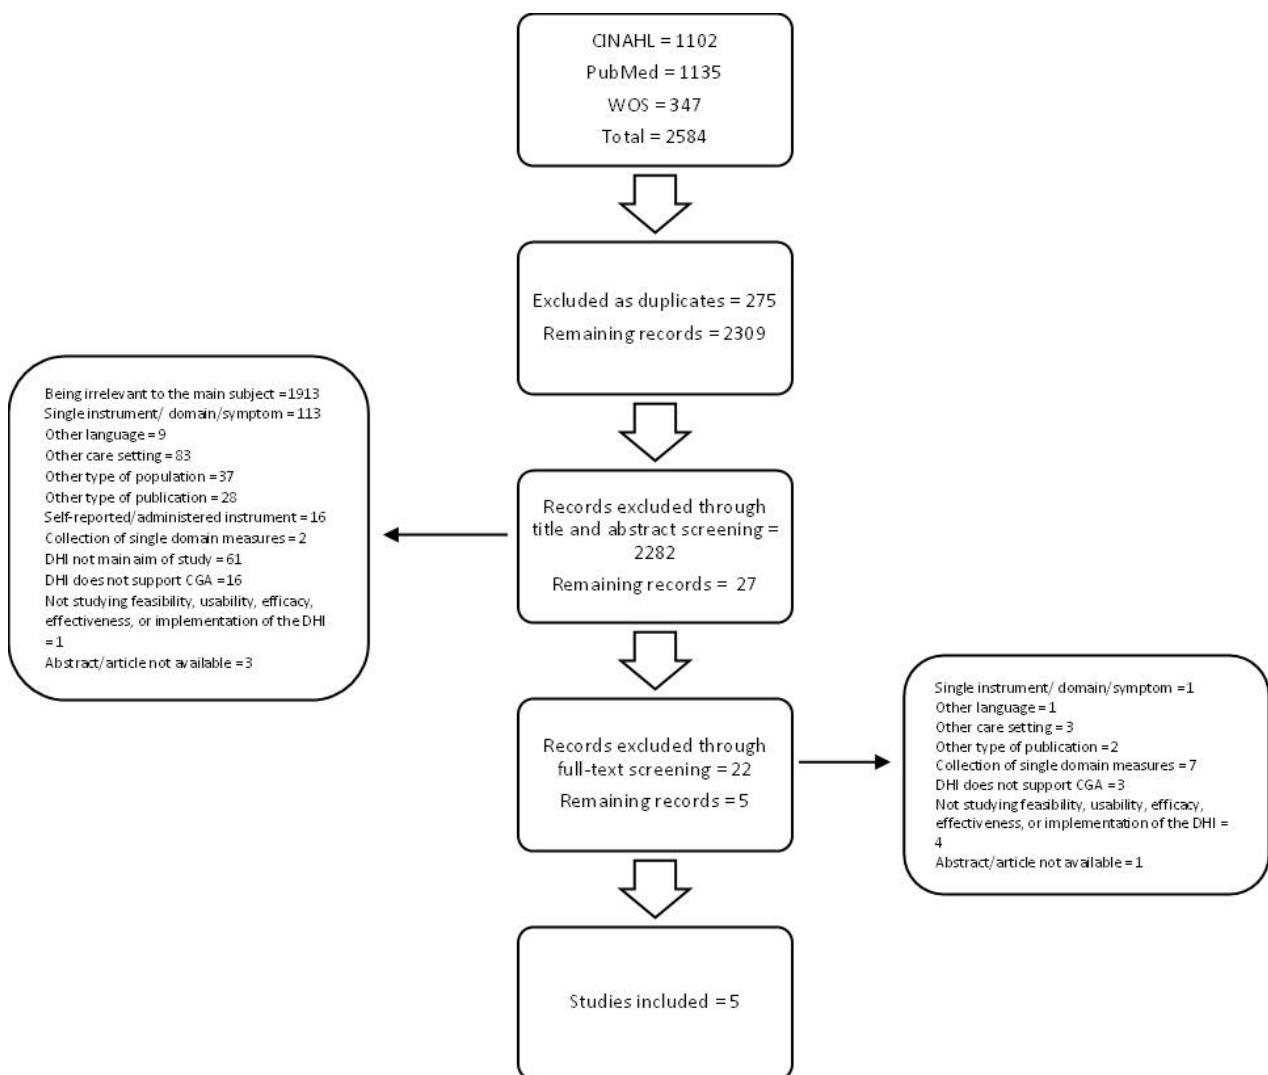 CINAHL = 1102
PubMed = 1135
WOS = 347
Total = 2584
Excluded as duplicates = 275
Remaining records = 2309
Records excluded through
title and abstract screening =
2282
Remaining records = 27
Being irrelevant to the main subject =1913
Single instrument/ domain/symptom = 113
Other language = 9
Other care setting = 83
Other type of population = 37
Other type of publication = 28
Self-reported/administered instrument = 16
Collection of single domain measures = 2
DHI not main aim of study = 61
DHI does not support CGA = 16
Not studying feasibility, usability, efficacy,
effectiveness, or implementation of the DHI
= 1
Abstract/article not available = 3
Records excluded through
full-text screening = 22
Remaining records = 5
Single instrument/ domain/symptom = 1
Other language = 1
Other care setting = 3
Other type of publication = 2
Collection of single domain measures = 7
DHI does not support CGA = 3
Not studying feasibility, usability, efficacy,
effectiveness, or implementation of the DHI =
4
Abstract/article not available = 1
Studies included = 5